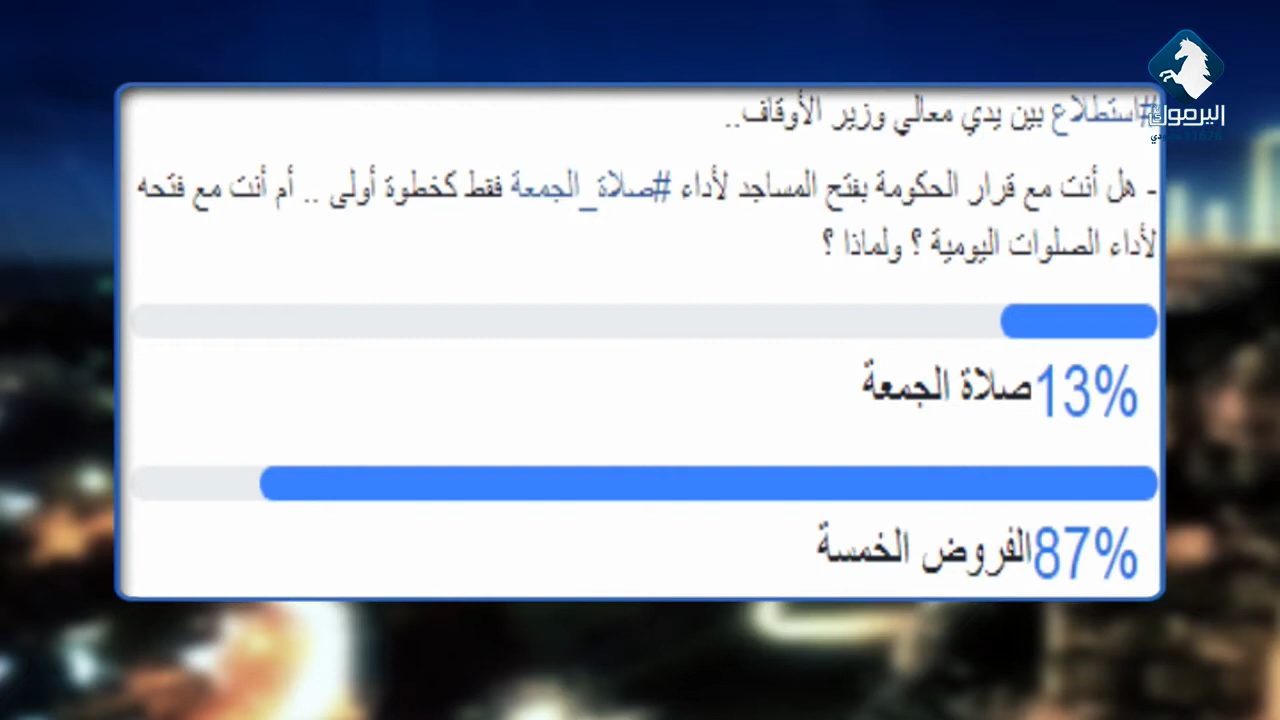 #استطلاع بين يدي معالي وزير الأوقاف..
- هل أنت مع قرار الحكومة بفتح المساجد لأداء #صلاة_الجمعة فقط كخطوة أولى .. أم أنت مع فتحه
لأداء الصلوات اليومية ؟ ولماذا ؟
13% صلاة الجمعة
87% الفروض الخمسة
اليرموك